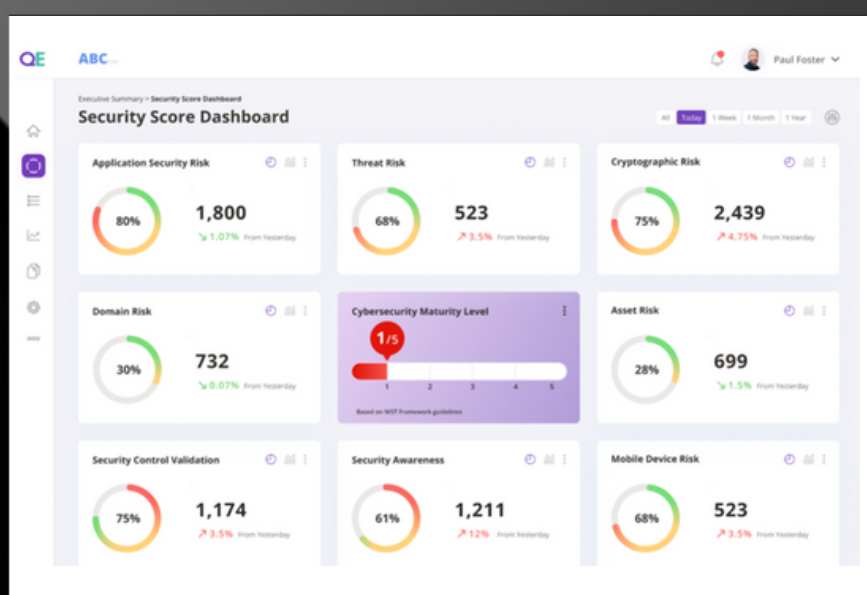 QE
ABC
Paul Foster
Executive Summary > Security Score Dashboard
Security Score Dashboard
All Today 1 Week 1 Month 1 Year
Application Security Risk
80%
1,800
1.07% From Yesterday
Threat Risk
68%
523
3.5% From Yesterday
Cryptographic Risk
75%
2,439
4.75% From Yesterday
Domain Risk
30%
732
0.07% From Yesterday
Cybersecurity Maturity Level
1/5
1 2 3 4 5
Based on NIST Framework guidelines
Asset Risk
28%
699
1.5% From Yesterday
Security Control Validation
75%
1,174
3.5% From Yesterday
Security Awareness
61%
1,211
12% From Yesterday
Mobile Device Risk
68%
523
3.5% From Yesterday